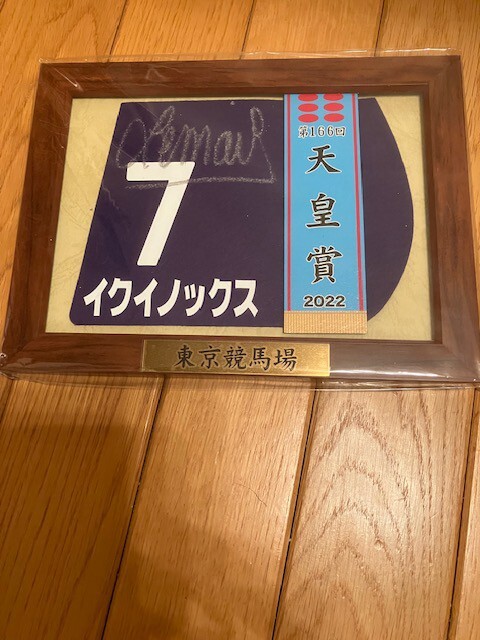 Lemaire
7
イクイノックス
第166回
天皇賞
2022
東京競馬場